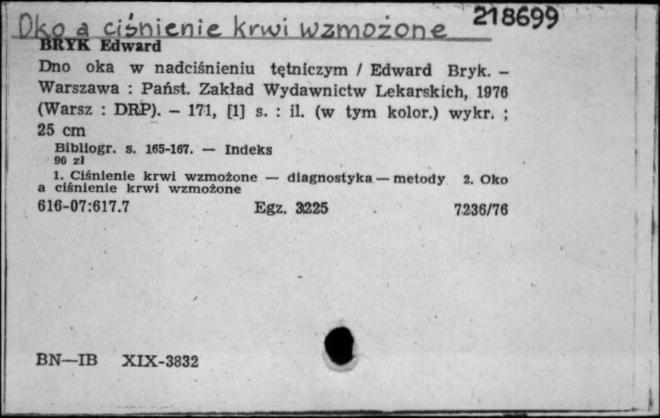 218699
Oko a ciśnienie krwi wzmożone
BRYK Edward
Dno oka w nadciśnieniu tętniczym / Edward Bryk. –
Warszawa : Państ. Zakład Wydawnictw Lekarskich, 1976
(Warsz : DRP). – 171, [1] s. : il. (w tym kolor.) wykr. ;
25 cm
Bibliogr. s. 165-167. — Indeks
90 zł
1. Ciśnienie krwi wzmożone — diagnostyka — metody 2. Oko
a ciśnienie krwi wzmożone
616-07:617.7 Egz. 3225 7236/76
BN—IB XIX-3832